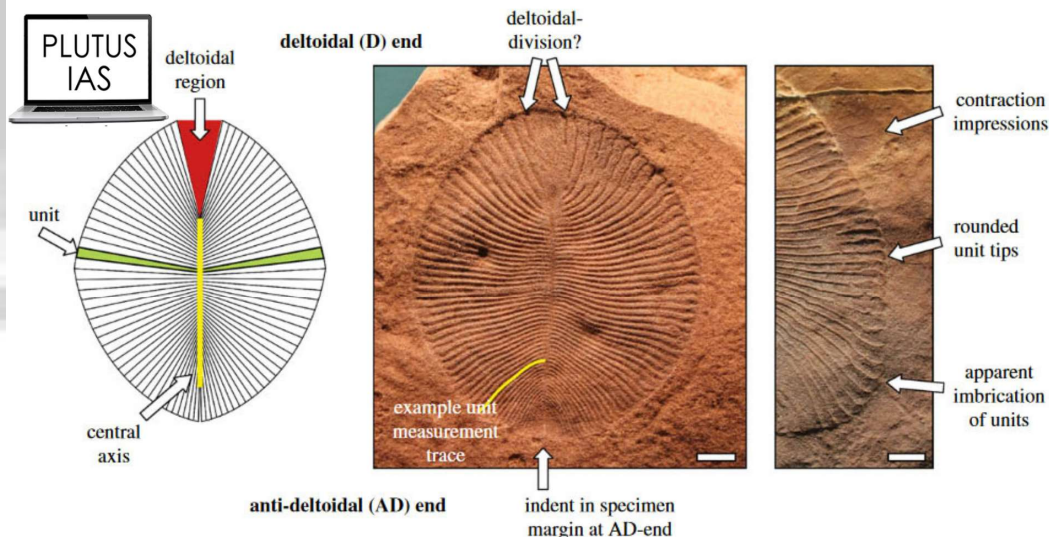 PLUTUS
IAS
deltoidal (D) end
deltoidal-
division?
deltoidal
region
unit
central
axis
example unit
measurement
trace
anti-deltoidal (AD) end
indent in specimen
margin at AD-end
contraction
impressions
rounded
unit tips
apparent
imbrication
of units